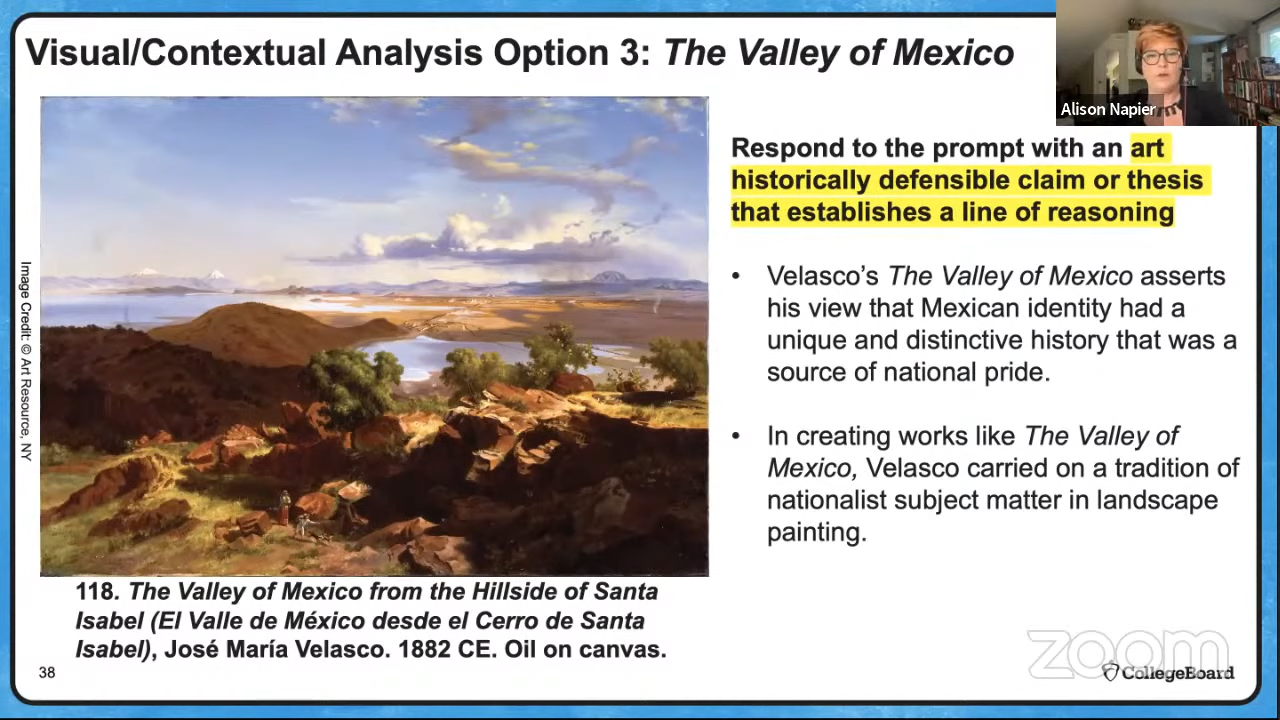 Visual/Contextual Analysis Option 3: The Valley of Mexico
Alison Napier
Image Credit: © Art Resource, NY
Respond to the prompt with an art
historically defensible claim or thesis
that establishes a line of reasoning
• Velasco’s The Valley of Mexico asserts
his view that Mexican identity had a
unique and distinctive history that was a
source of national pride.
• In creating works like The Valley of
Mexico, Velasco carried on a tradition of
nationalist subject matter in landscape
painting.
118. The Valley of Mexico from the Hillside of Santa
Isabel (El Valle de México desde el Cerro de Santa
Isabel), José María Velasco. 1882 CE. Oil on canvas.
38
zoom
CollegeBoard